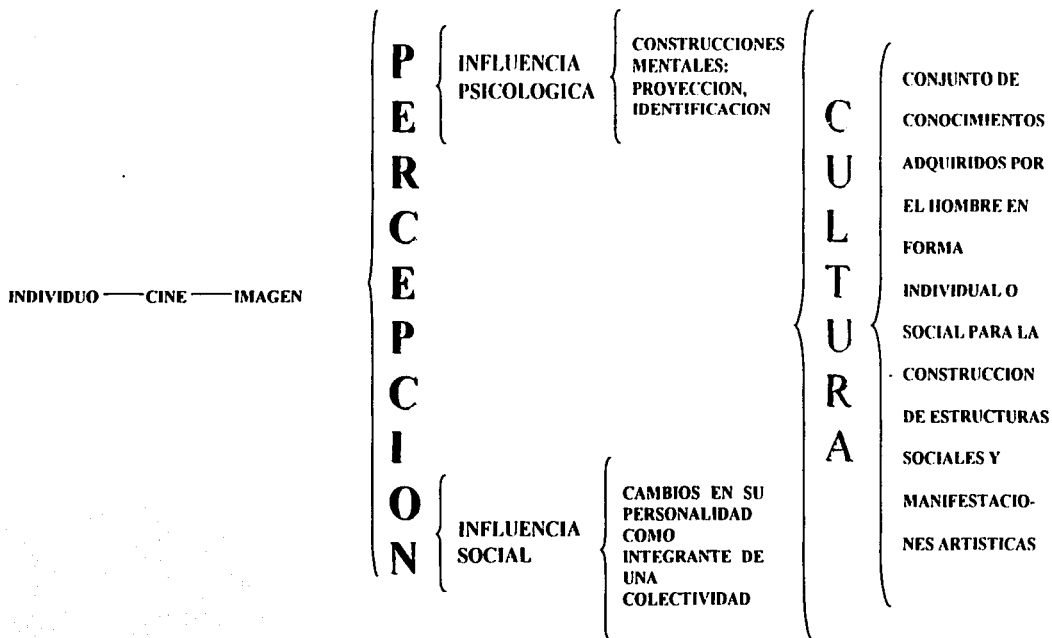 INDIVIDUO — CINE — IMAGEN
PERCEPCION
INFLUENCIA
PSICOLOGICA
CONSTRUCCIONES
MENTALES:
PROYECCION,
IDENTIFICACION
INFLUENCIA
SOCIAL
CAMBIOS EN SU
PERSONALIDAD
COMO
INTEGRANTE DE
UNA
COLECTIVIDAD
CULTURA
CONJUNTO DE
CONOCIMIENTOS
ADQUIRIDOS POR
EL HOMBRE EN
FORMA
INDIVIDUAL O
SOCIAL PARA LA
CONSTRUCCION
DE ESTRUCTURAS
SOCIALES Y
MANIFESTACIO-
NES ARTISTICAS